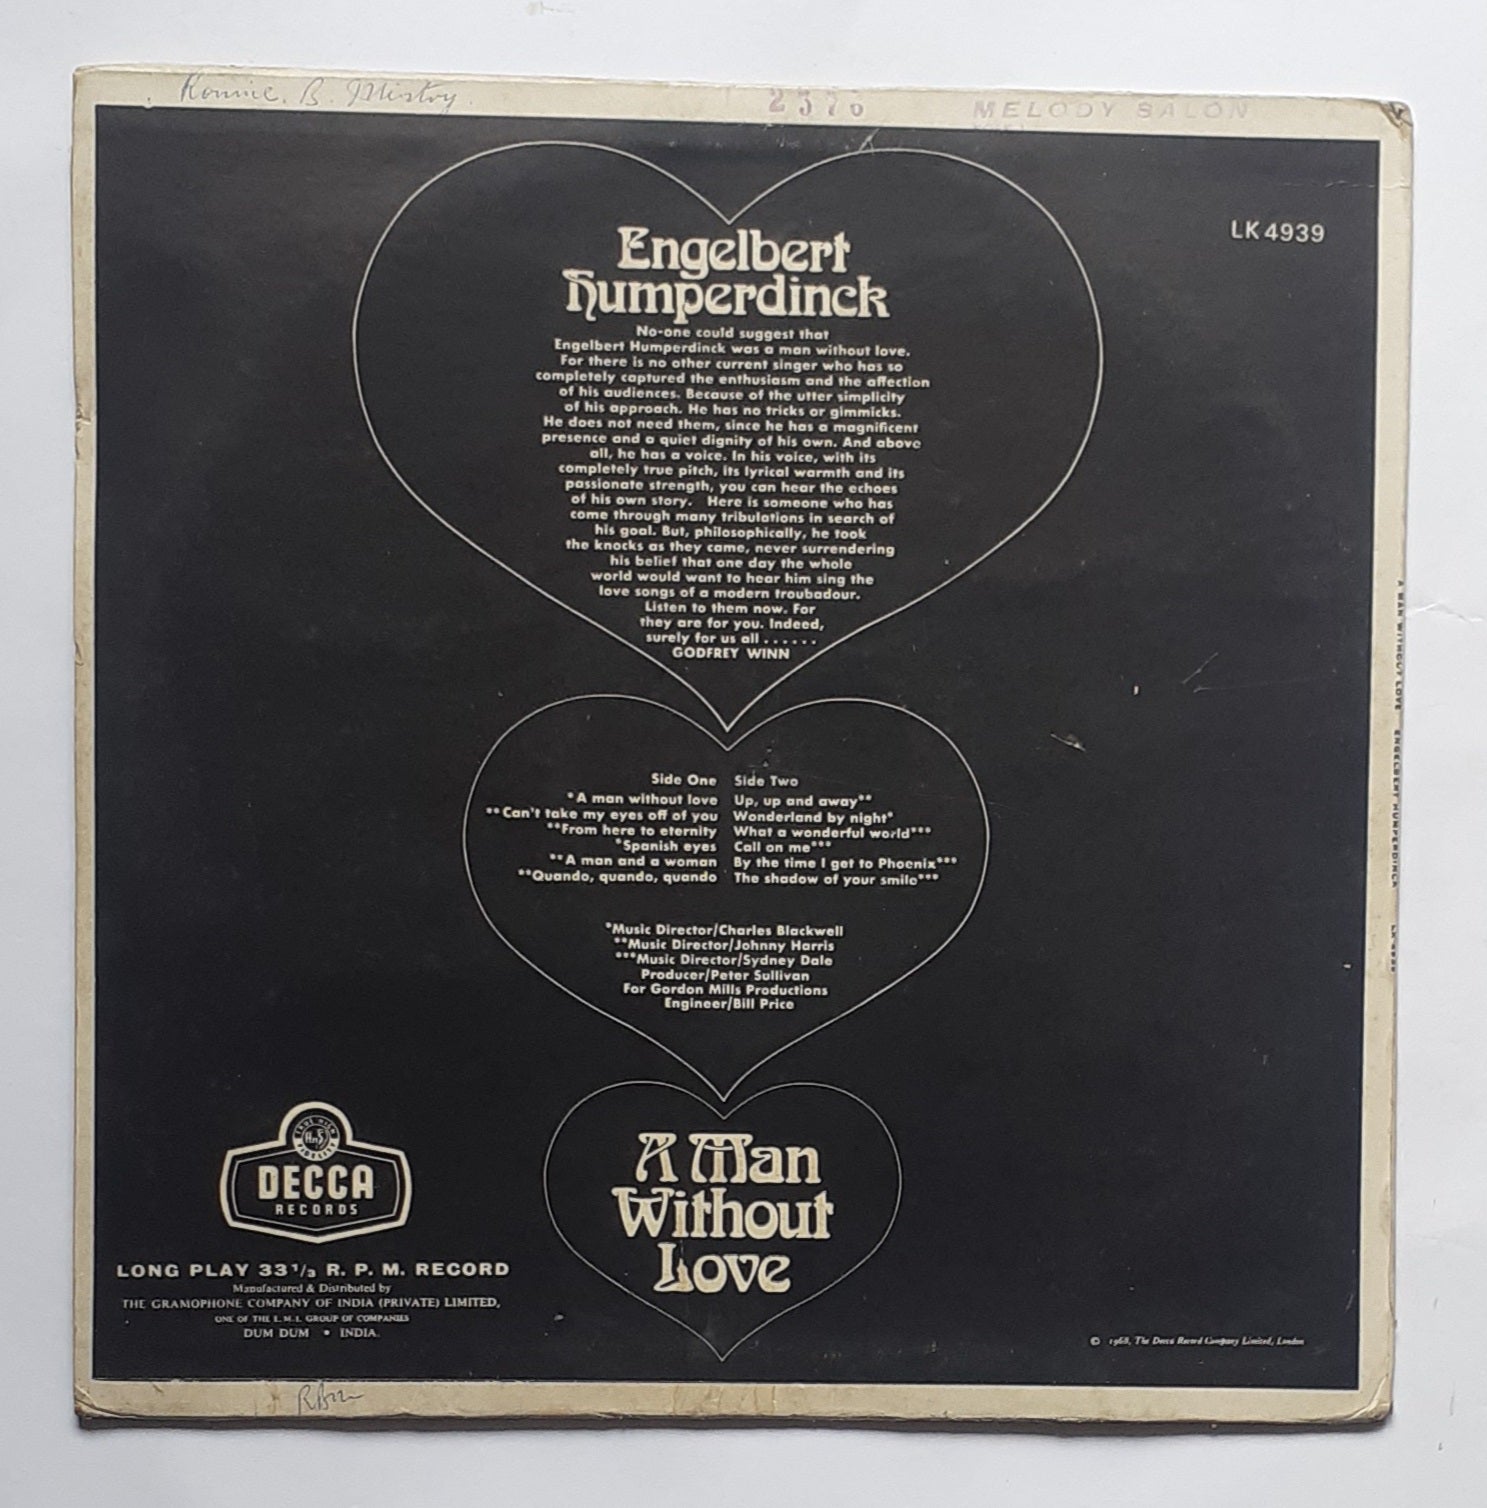 Ronnie. B. Mistry.
2376
MELODY SALON
LK 4939
Engelbert
Humperdinck
No-one could suggest that
Engelbert Humperdinck was a man without love.
For there is no other current singer who has so
completely captured the enthusiasm and the affection
of his audiences. Because of the utter simplicity
of his approach. He has no tricks or gimmicks.
He does not need them, since he has a magnificent
presence and a quiet dignity of his own. And above
all, he has a voice. In his voice, with its
completely true pitch, its lyrical warmth and its
passionate strength, you can hear the echoes
of his own story. Here is someone who has
come through many tribulations in search of
his goal. But, philosophically, he took
the knocks as they came, never surrendering
his belief that one day the whole
world would want to hear him sing the
love songs of a modern troubadour.
Listen to them now. For
they are for you. Indeed,
surely for us all ......
GODFREY WINN
Side One
*A man without love
**Can't take my eyes off of you
**From here to eternity
*Spanish eyes
**A man and a woman
**Quando, quando, quando
Side Two
Up, up and away**
Wonderland by night*
What a wonderful world***
Call on me***
By the time I get to Phoenix***
The shadow of your smile***
*Music Director/Charles Blackwell
**Music Director/Johnny Harris
***Music Director/Sydney Dale
Producer/Peter Sullivan
For Gordon Mills Productions
Engineer/Bill Price
A Man
Without
Love
DECCA
RECORDS
LONG PLAY 33 1/3 R. P. M. RECORD
Manufactured & Distributed by
THE GRAMOPHONE COMPANY OF INDIA (PRIVATE) LIMITED,
ONE OF THE E.M.I. GROUP OF COMPANIES
DUM DUM • INDIA.
© 1968, The Decca Record Company Limited, London
A MAN WITHOUT LOVE ENGELBERT HUMPERDINCK LK 4939